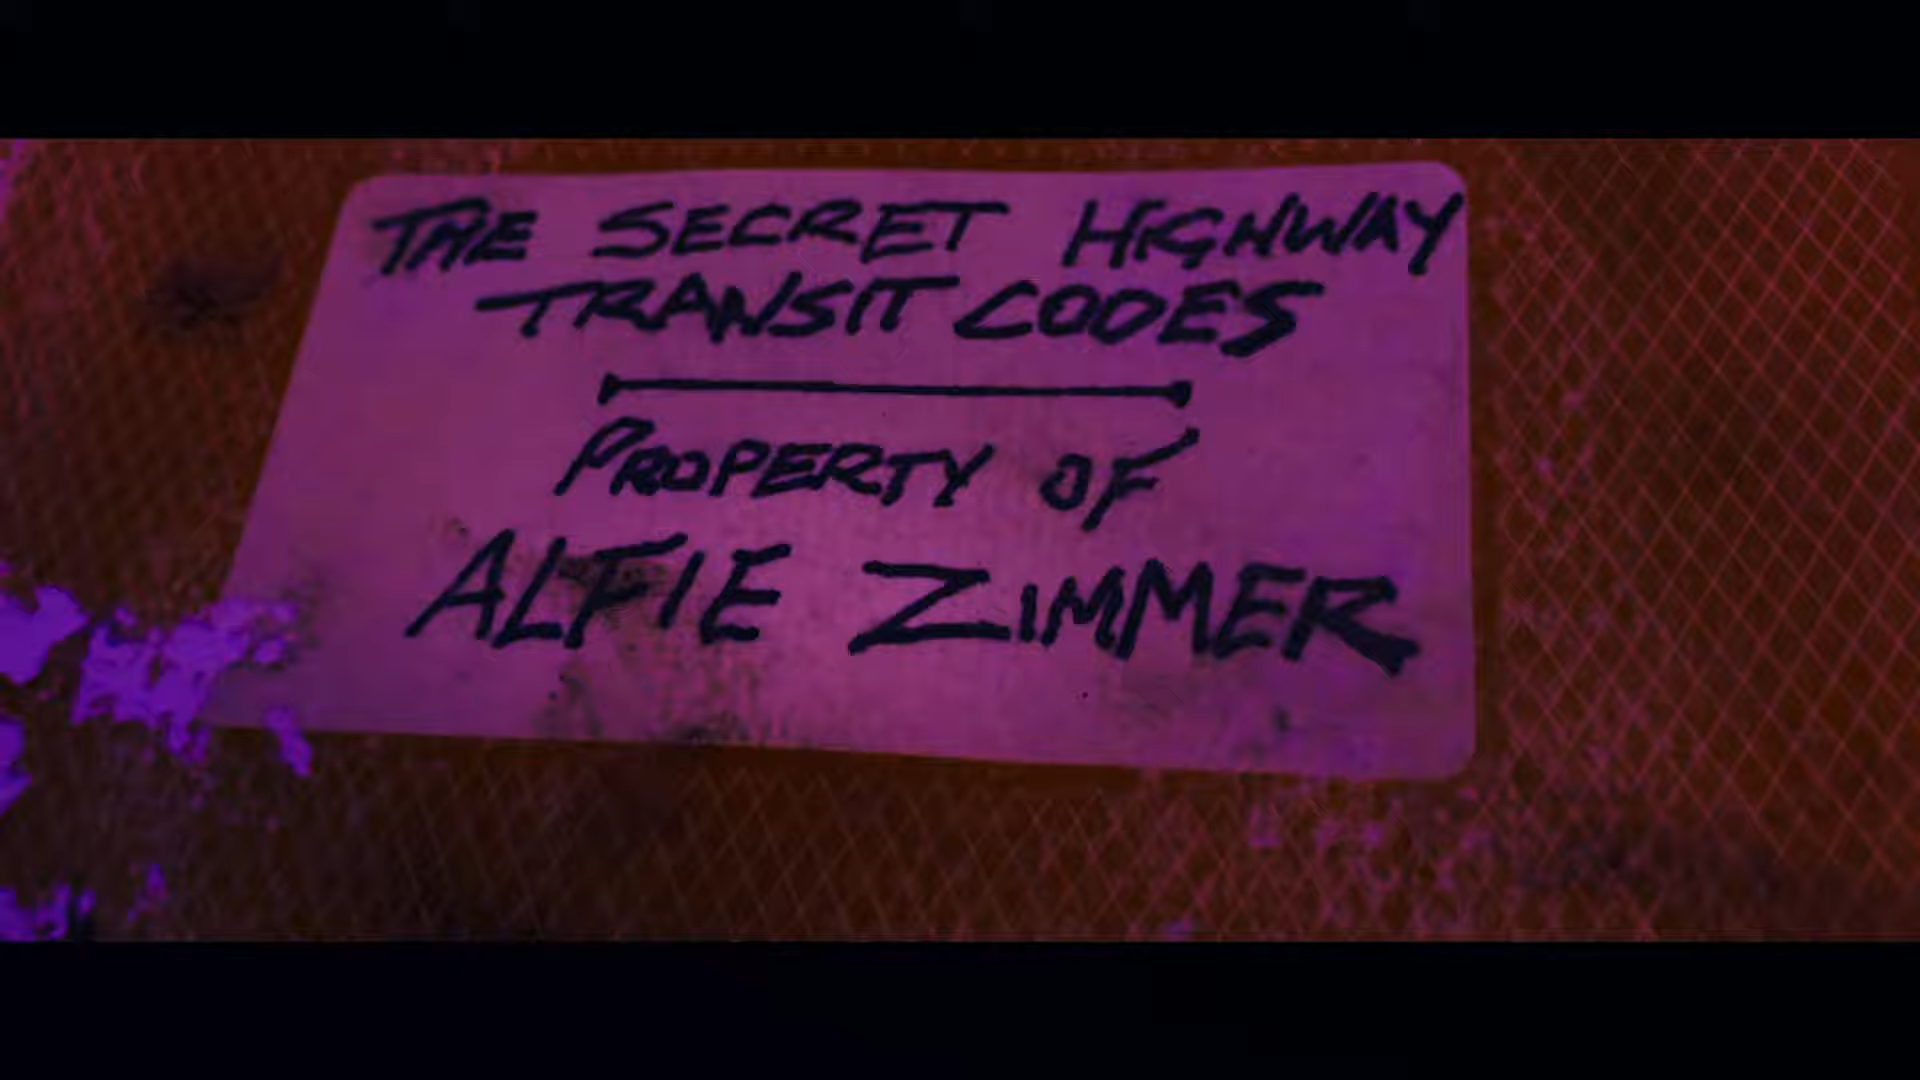 THE SECRET HIGHWAY
TRANSIT CODES
PROPERTY OF
ALFIE ZIMMER